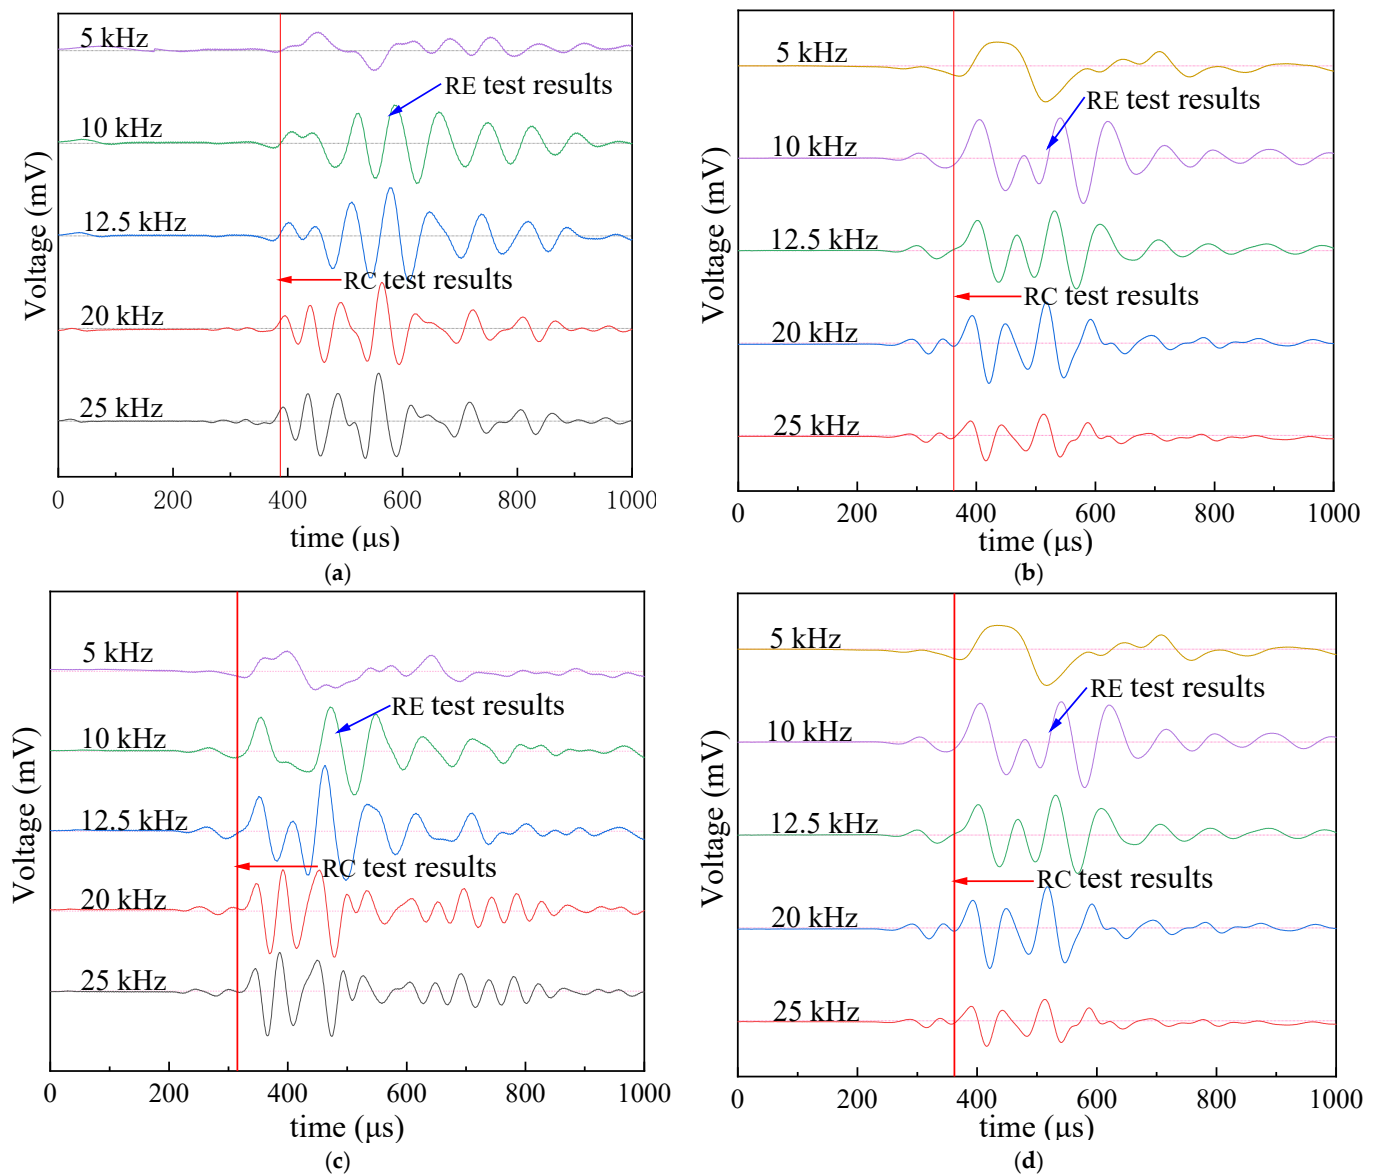 5 kHz
RE test results
10 kHz
12.5 kHz
RC test results
20 kHz
25 kHz
Voltage (mV)
0 200 400 600 800 1000
time (μs)
(a)
5 kHz
RE test results
10 kHz
12.5 kHz
RC test results
20 kHz
25 kHz
Voltage (mV)
0 200 400 600 800 1000
time (μs)
(b)
5 kHz
RE test results
10 kHz
12.5 kHz
RC test results
20 kHz
25 kHz
Voltage (mV)
0 200 400 600 800 1000
time (μs)
(c)
5 kHz
RE test results
10 kHz
12.5 kHz
RC test results
20 kHz
25 kHz
Voltage (mV)
0 200 400 600 800 1000
time (μs)
(d)